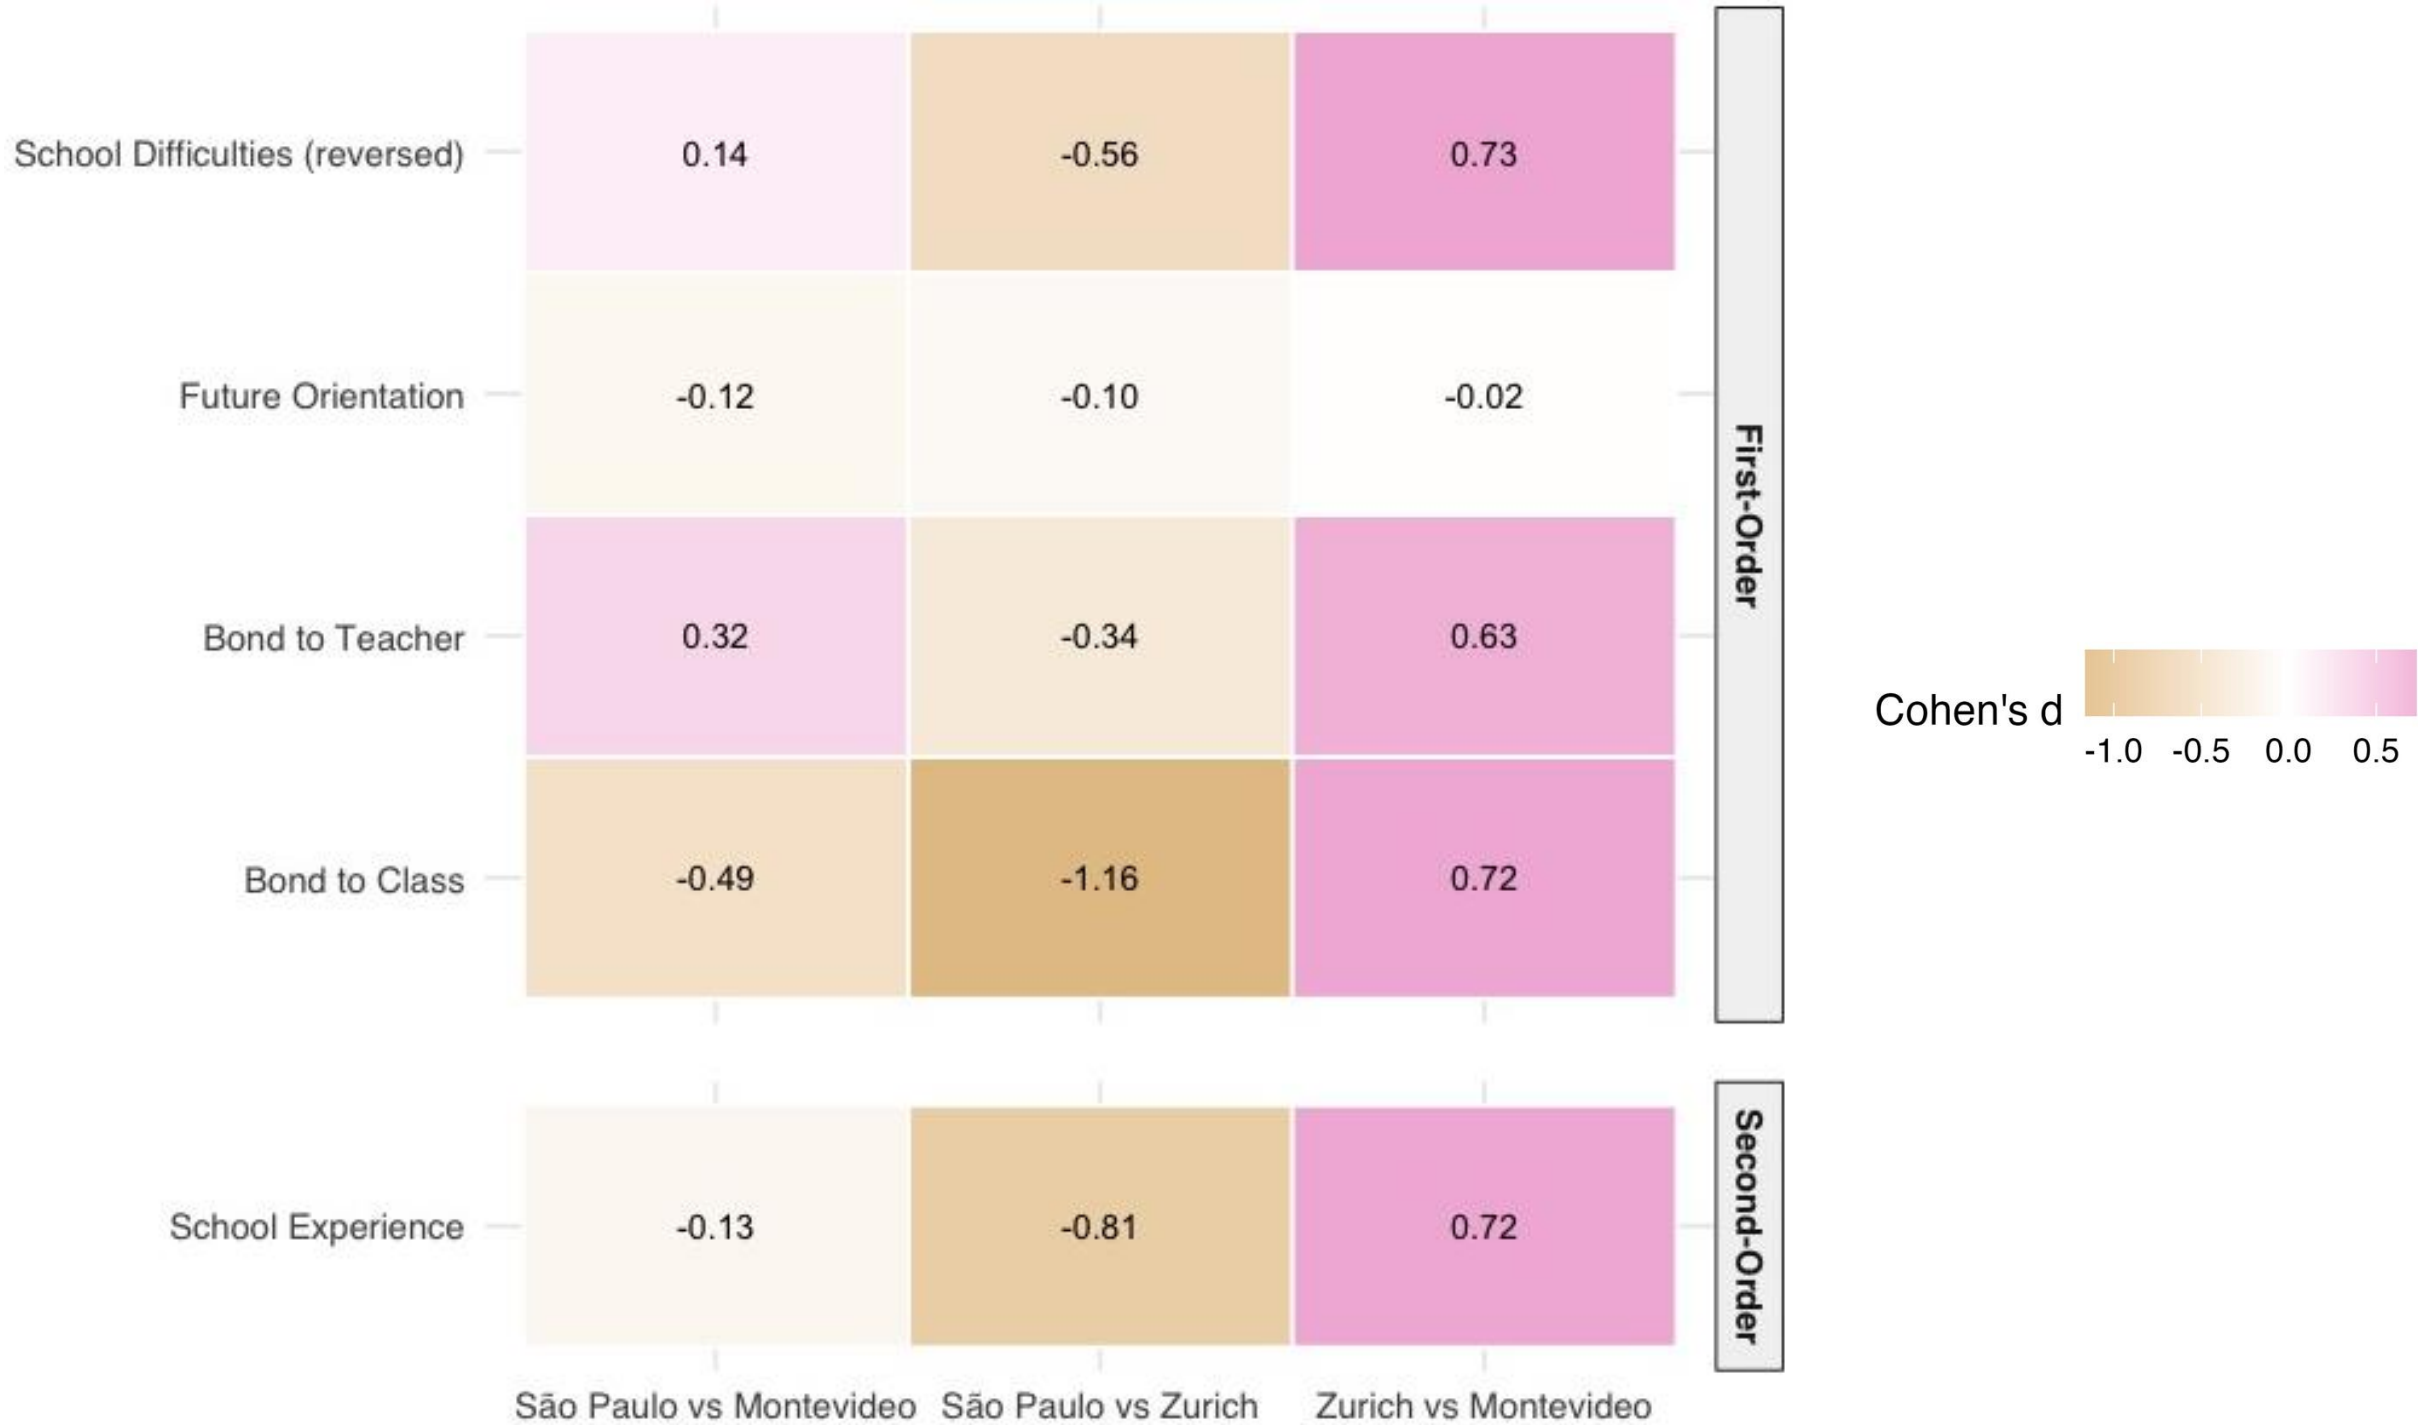 School Difficulties (reversed) 0.14 -0.56 0.73
Future Orientation -0.12 -0.10 -0.02
Bond to Teacher 0.32 -0.34 0.63
Bond to Class -0.49 -1.16 0.72
First-Order
School Experience -0.13 -0.81 0.72
Second-Order
São Paulo vs Montevideo São Paulo vs Zurich Zurich vs Montevideo
Cohen's d
-1.0 -0.5 0.0 0.5